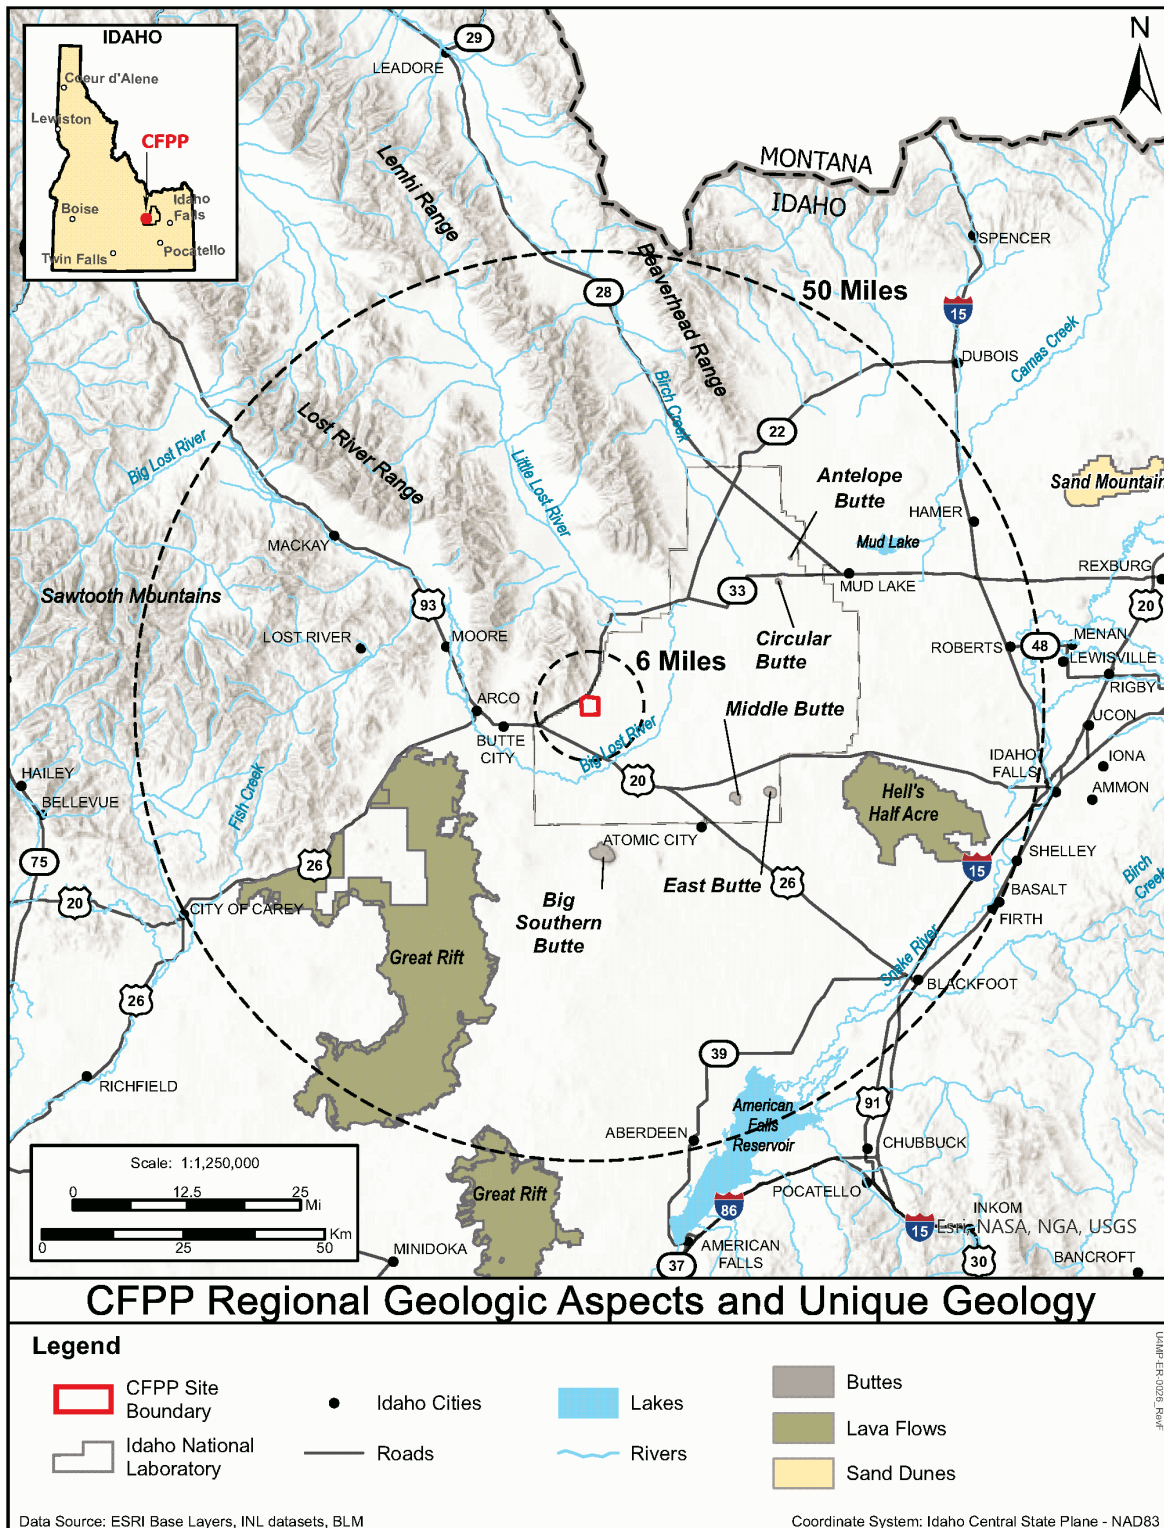 IDAHO
Coeur d'Alene
Lewiston
CFPP
Boise
Idaho
Falls
Twin Falls
Pocatello
N
29
LEADORE
MONTANA
IDAHO
Lemhi Range
SPENCER
Beaverhead Range
50 Miles
28
15
DUBOIS
Camas Creek
Birch Creek
22
Lost River Range
Big Lost River
Little Lost River
Antelope
Butte
Sand Mountain
HAMER
MACKAY
Mud Lake
REXBURG
MUD LAKE
33
20
Sawtooth Mountains
93
LOST RIVER
MOORE
Circular
Butte
ROBERTS
48
MENAN
LEWISVILLE
RIGBY
6 Miles
ARCO
Middle Butte
UCON
BUTTE
CITY
Big Lost River
IDAHO
FALLS
IONA
HAILEY
BELLEVUE
Fish Creek
20
Hell's
Half Acre
AMMON
ATOMIC CITY
SHELLEY
75
26
15
Birch
Creek
East Butte
26
BASALT
FIRTH
20
CITY OF CAREY
Big
Southern
Butte
Great Rift
Snake River
BLACKFOOT
26
39
RICHFIELD
American
Falls
Reservoir
91
ABERDEEN
CHUBBUCK
Scale: 1:1,250,000
0 12.5 25
Mi
Km
0 25 50
Great Rift
POCATELLO
86
INKOM
15
Esri, NASA, NGA, USGS
MINIDOKA
AMERICAN
FALLS
37
30
BANCROFT
CFPP Regional Geologic Aspects and Unique Geology
Legend
CFPP Site
Boundary
Idaho National
Laboratory
Idaho Cities
Roads
Lakes
Rivers
Buttes
Lava Flows
Sand Dunes
U4MP-ER-0026_RevF
Data Source: ESRI Base Layers, INL datasets, BLM
Coordinate System: Idaho Central State Plane - NAD83